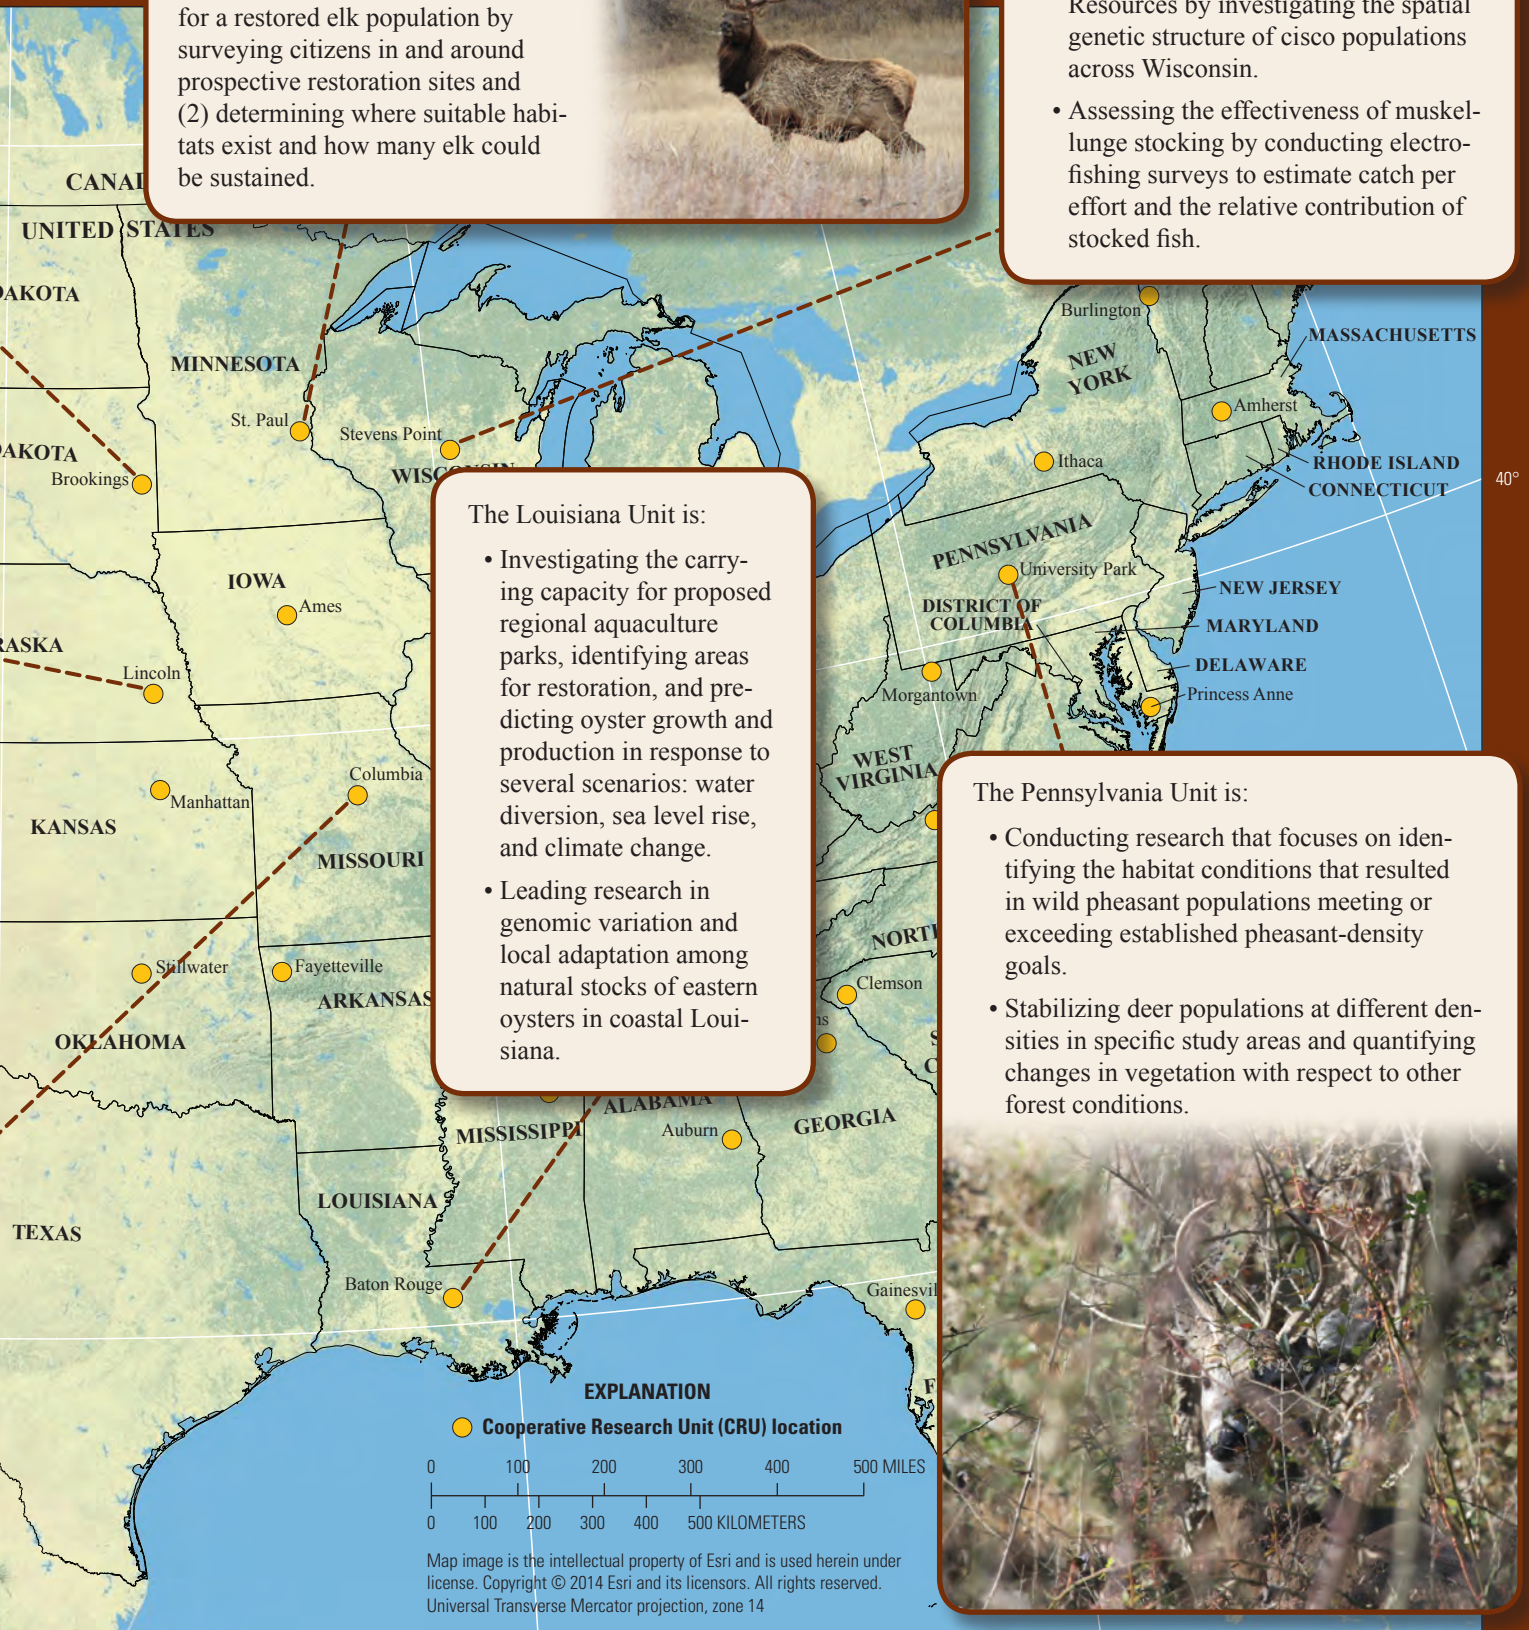 for a restored elk population by
surveying citizens in and around
prospective restoration sites and
(2) determining where suitable habi-
tats exist and how many elk could
be sustained.
Resources by investigating the spatial
genetic structure of cisco populations
across Wisconsin.
• Assessing the effectiveness of muskel-
lunge stocking by conducting electro-
fishing surveys to estimate catch per
effort and the relative contribution of
stocked fish.
UNITED STATES
MINNESOTA
St. Paul
Stevens Point
Brookings
Burlington
NEW
YORK
MASSACHUSETTS
Amherst
Ithaca
RHODE ISLAND
CONNECTICUT
40°
PENNSYLVANIA
University Park
DISTRICT OF
COLUMBIA
NEW JERSEY
MARYLAND
DELAWARE
Princess Anne
Morgantown
WEST
VIRGINIA
IOWA
Ames
Lincoln
Columbia
Manhattan
KANSAS
MISSOURI
Stillwater
Fayetteville
ARKANSAS
OKLAHOMA
The Louisiana Unit is:
• Investigating the carry-
ing capacity for proposed
regional aquaculture
parks, identifying areas
for restoration, and pre-
dicting oyster growth and
production in response to
several scenarios: water
diversion, sea level rise,
and climate change.
• Leading research in
genomic variation and
local adaptation among
natural stocks of eastern
oysters in coastal Loui-
siana.
The Pennsylvania Unit is:
• Conducting research that focuses on iden-
tifying the habitat conditions that resulted
in wild pheasant populations meeting or
exceeding established pheasant-density
goals.
• Stabilizing deer populations at different den-
sities in specific study areas and quantifying
changes in vegetation with respect to other
forest conditions.
Clemson
ALABAMA
Auburn
GEORGIA
MISSISSIPPI
LOUISIANA
TEXAS
Baton Rouge
EXPLANATION
Cooperative Research Unit (CRU) location
0 100 200 300 400 500 MILES
0 100 200 300 400 500 KILOMETERS
Map image is the intellectual property of Esri and is used herein under
license. Copyright © 2014 Esri and its licensors. All rights reserved.
Universal Transverse Mercator projection, zone 14